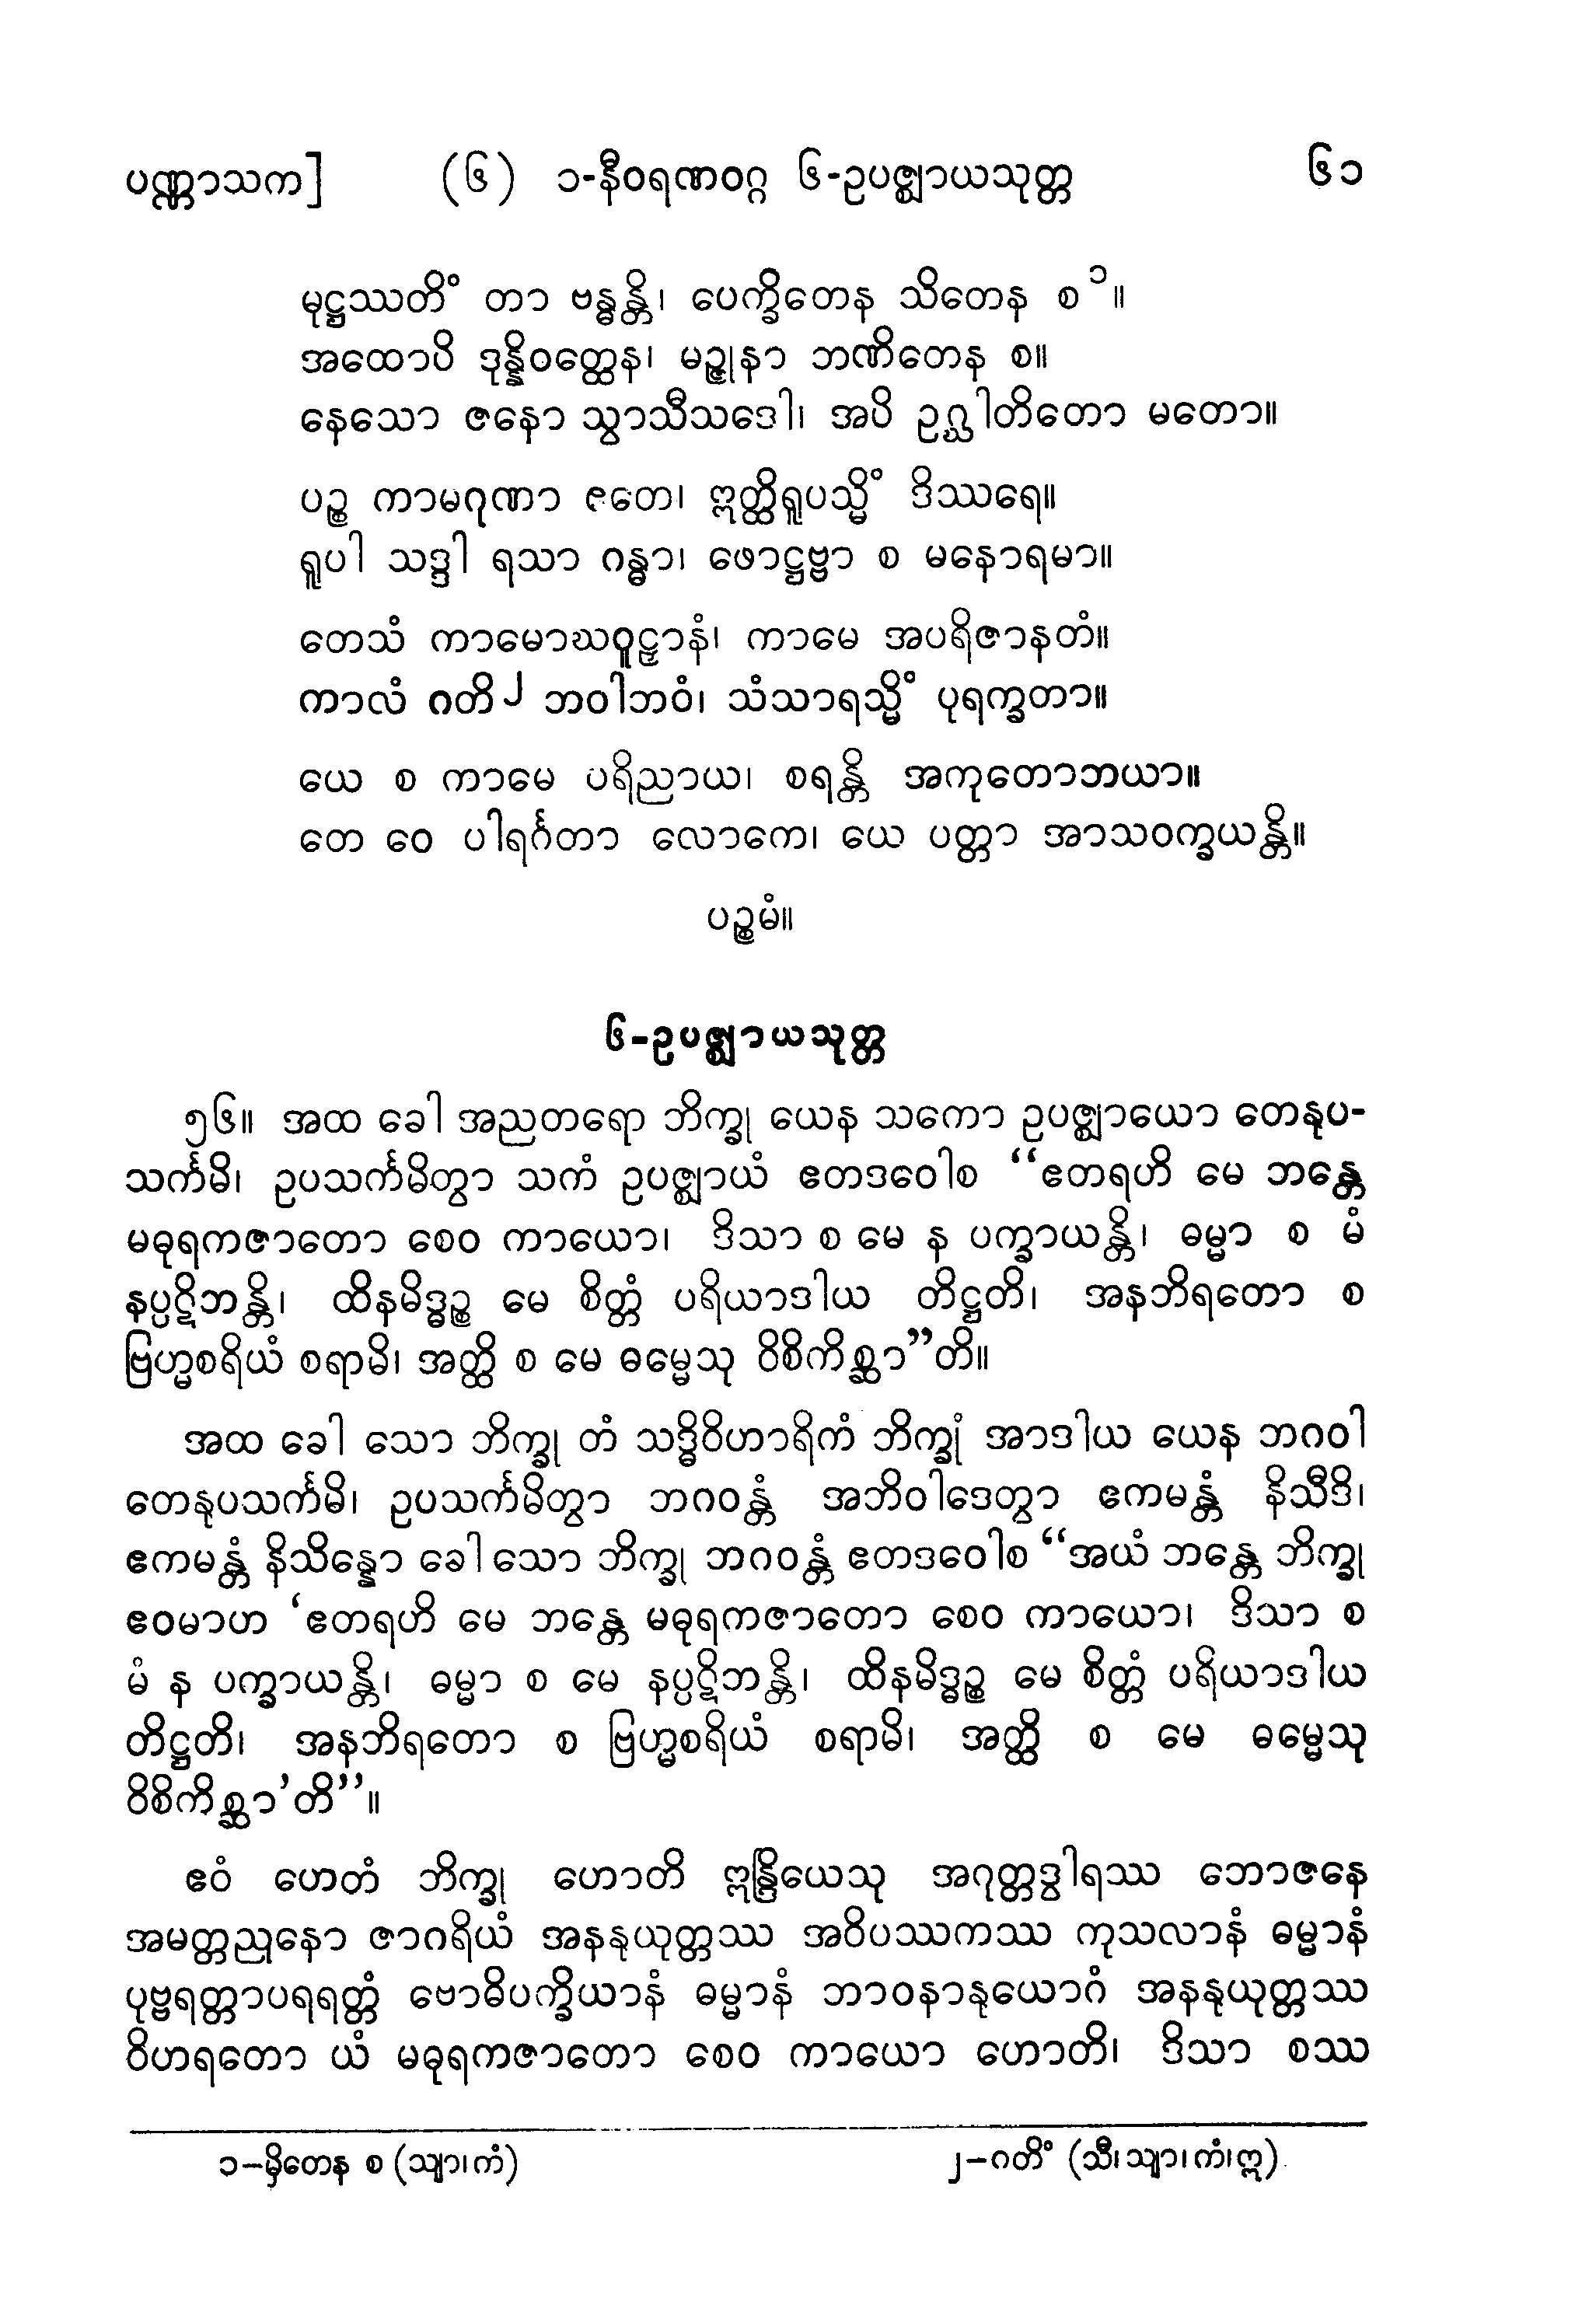 ပဏ္ဏာသက] (၆) ၁-နီဝရဏဝဂ္ဂ ၆-ဥပဇ္ဈာယသုတ္တ ၆၁
မုဋ္ဌဿတိံ တာ ဗန္ဓန္တိ၊ ပေက္ခိတေန သိတေန စ ၁။
အထောပိ ဒုန္နိဝတ္ထေန၊ မဉ္ဇုနာ ဘဏိတေန စ။
နေသော ဇနော သွာသီသဒေါ၊ အပိ ဥဂ္ဃါတိတော မတော။
ပဉ္စ ကာမဂုဏာ ဧတေ၊ ဣတ္ထိရူပသ္မိံ ဒိဿရေ။
ရူပါ သဒ္ဒါ ရသာ ဂန္ဓာ၊ ဖောဋ္ဌဗ္ဗာ စ မနောရမာ။
တေသံ ကာမောဃဝူဠှာနံ၊ ကာမေ အပရိဇာနတံ။
ကာလံ ဂတိ ၂ ဘဝါဘဝံ၊ သံသာရသ္မိံ ပုရက္ခတာ။
ယေ စ ကာမေ ပရိညာယ၊ စရန္တိ အကုတောဘယာ။
တေ ဝေ ပါရင်္ဂတာ လောကေ၊ ယေ ပတ္တာ အာသဝက္ခယန္တိ။
ပဉ္စမံ။
၆-ဥပဇ္ဈာယသုတ္တ
၅၆။ အထ ခေါ အညတရော ဘိက္ခု ယေန သကော ဥပဇ္ဈာယော တေနုပ-
သင်္ကမိ၊ ဥပသင်္ကမိတွာ သကံ ဥပဇ္ဈာယံ ဧတဒဝေါစ “ဧတရဟိ မေ ဘန္တေ
မဓုရကဇာတော စေဝ ကာယော၊ ဒိသာ စ မေ န ပက္ခာယန္တိ၊ ဓမ္မာ စ မံ
နပ္ပဋိဘန္တိ၊ ထိနမိဒ္ဓဉ္စ မေ စိတ္တံ ပရိယာဒါယ တိဋ္ဌတိ၊ အနဘိရတော စ
ဗြဟ္မစရိယံ စရာမိ၊ အတ္ထိ စ မေ ဓမ္မေသု ဝိစိကိစ္ဆာ”တိ။
အထ ခေါ သော ဘိက္ခု တံ သဒ္ဓိဝိဟာရိကံ ဘိက္ခုံ အာဒါယ ယေန ဘဂဝါ
တေနုပသင်္ကမိ၊ ဥပသင်္ကမိတွာ ဘဂဝန္တံ အဘိဝါဒေတွာ ဧကမန္တံ နိသီဒိ၊
ဧကမန္တံ နိသိန္နော ခေါ သော ဘိက္ခု ဘဂဝန္တံ ဧတဒဝေါစ “အယံ ဘန္တေ ဘိက္ခု
ဧဝမာဟ ‘ဧတရဟိ မေ ဘန္တေ မဓုရကဇာတော စေဝ ကာယော၊ ဒိသာ စ
မံ န ပက္ခာယန္တိ၊ ဓမ္မာ စ မေ နပ္ပဋိဘန္တိ၊ ထိနမိဒ္ဓဉ္စ မေ စိတ္တံ ပရိယာဒါယ
တိဋ္ဌတိ၊ အနဘိရတော စ ဗြဟ္မစရိယံ စရာမိ၊ အတ္ထိ စ မေ ဓမ္မေသု
ဝိစိကိစ္ဆာ’တိ”။
ဧဝံ ဟေတံ ဘိက္ခု ဟောတိ ဣန္ဒြိယေသု အဂုတ္တဒွါရဿ ဘောဇနေ
အမတ္တညုနော ဇာဂရိယံ အနနုယုတ္တဿ အဝိပဿကဿ ကုသလာနံ ဓမ္မာနံ
ပုဗ္ဗရတ္တာပရရတ္တံ ဗောဓိပက္ခိယာနံ ဓမ္မာနံ ဘာဝနာနုယောဂံ အနနုယုတ္တဿ
ဝိဟရတော ယံ မဓုရကဇာတော စေဝ ကာယော ဟောတိ၊ ဒိသာ စဿ
၁–မှိတေန စ (သျာ၊ကံ) ၂–ဂတိံ (သီ၊သျာ၊ကံ၊ဣ)